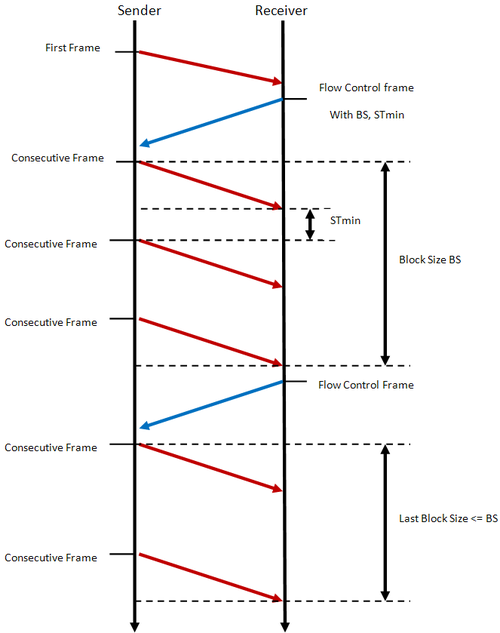 Sender
Receiver
First Frame
Flow Control frame
With BS, STmin
Consecutive Frame
STmin
Consecutive Frame
Block Size BS
Consecutive Frame
Flow Control Frame
Consecutive Frame
Last Block Size <= BS
Consecutive Frame